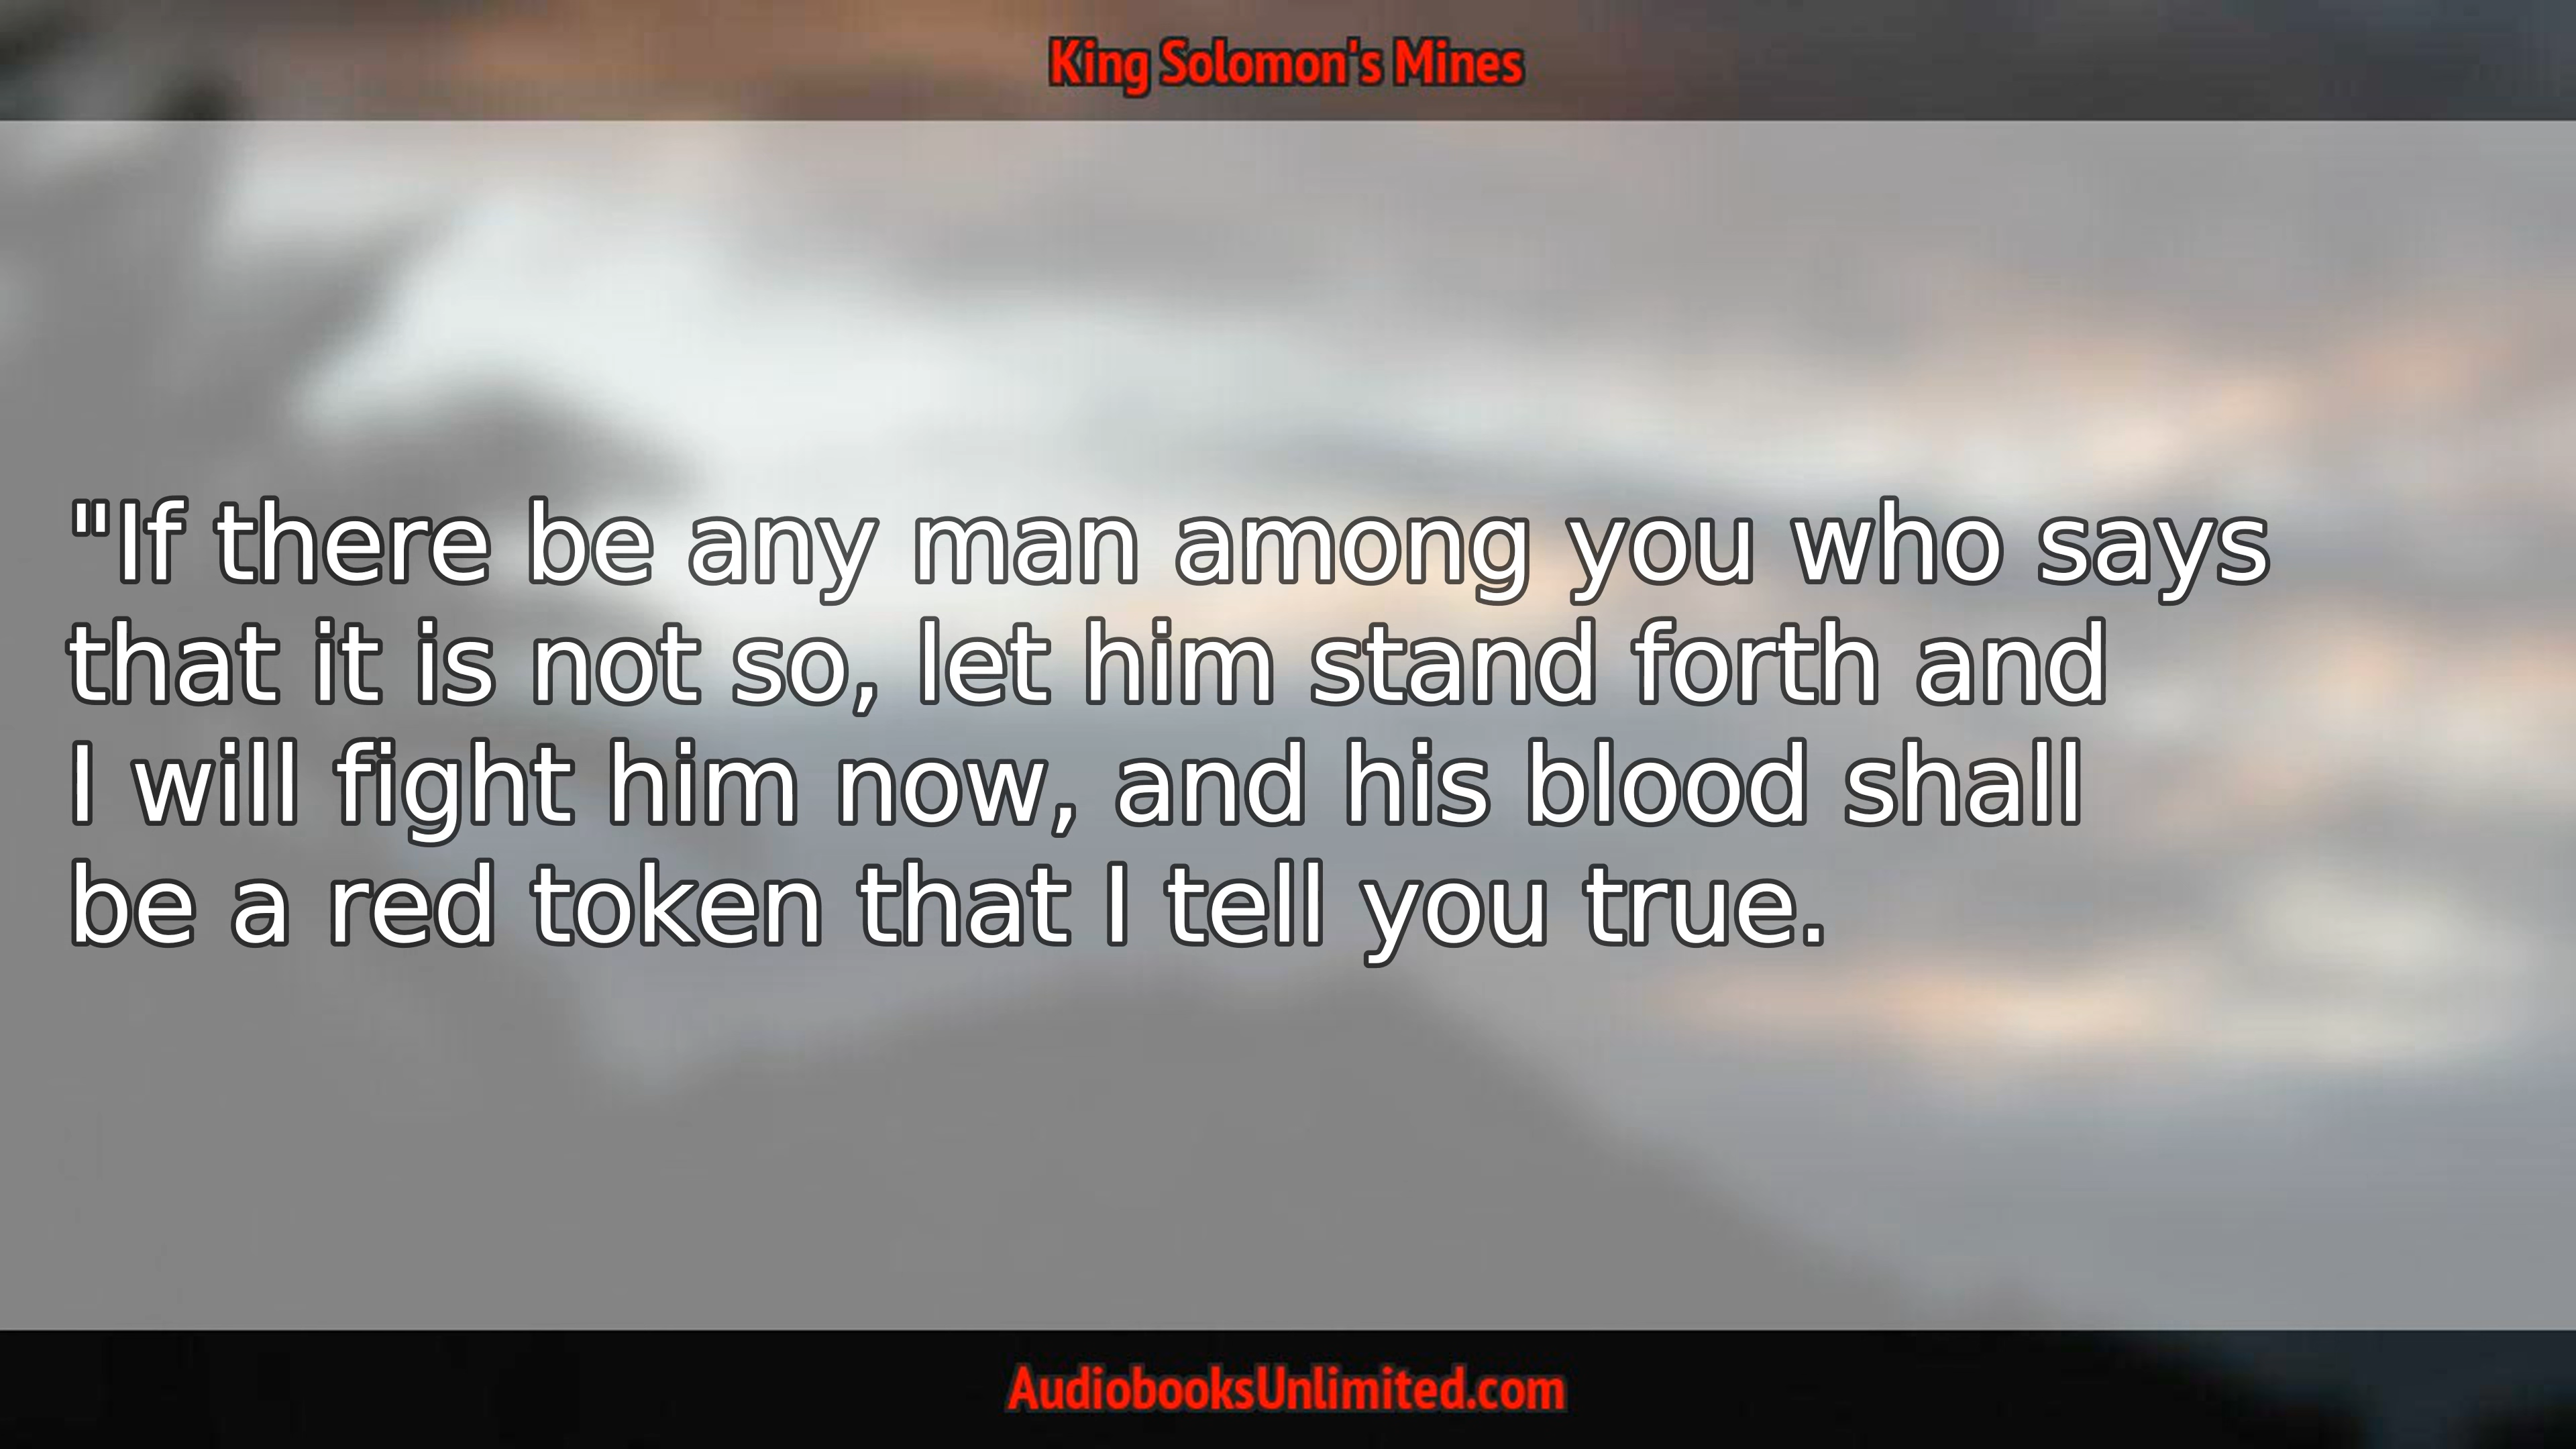 King Solomon's Mines
"If there be any man among you who says
that it is not so, let him stand forth and
I will fight him now, and his blood shall
be a red token that I tell you true.
AudiobooksUnlimited.com